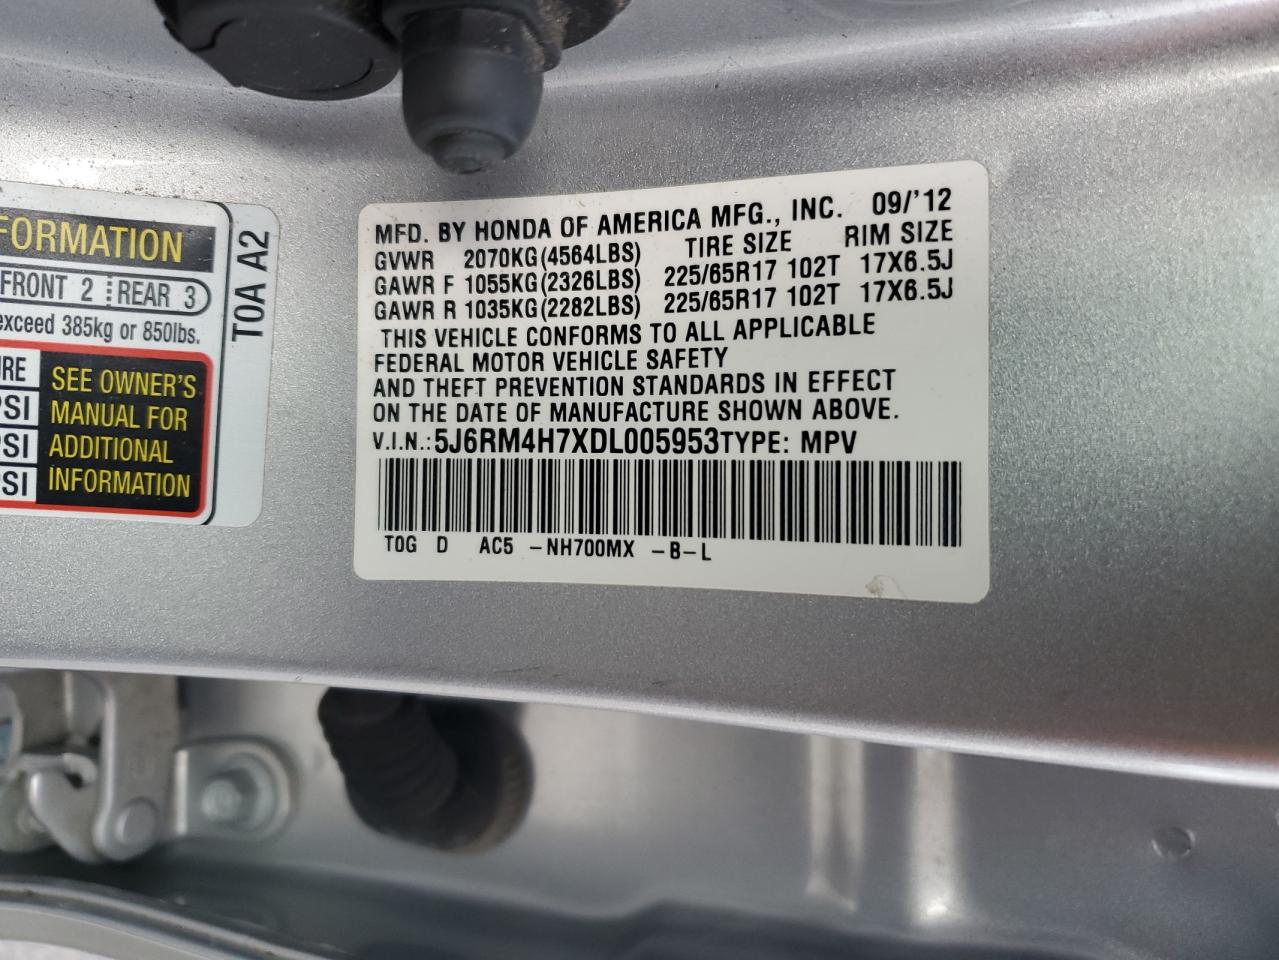 FORMATION
FRONT 2 REAR 3
exceed 385kg or 850lbs.
URE
PSI
PSI
PSI
SEE OWNER'S
MANUAL FOR
ADDITIONAL
INFORMATION
T0A A2
MFD. BY HONDA OF AMERICA MFG., INC. 09/'12
GVWR 2070KG(4564LBS) TIRE SIZE RIM SIZE
GAWR F 1055KG(2326LBS) 225/65R17 102T 17X6.5J
GAWR R 1035KG(2282LBS) 225/65R17 102T 17X6.5J
THIS VEHICLE CONFORMS TO ALL APPLICABLE
FEDERAL MOTOR VEHICLE SAFETY
AND THEFT PREVENTION STANDARDS IN EFFECT
ON THE DATE OF MANUFACTURE SHOWN ABOVE.
V.I.N.:5J6RM4H7XDL005953TYPE: MPV
T0G D AC5 -NH700MX -B-L